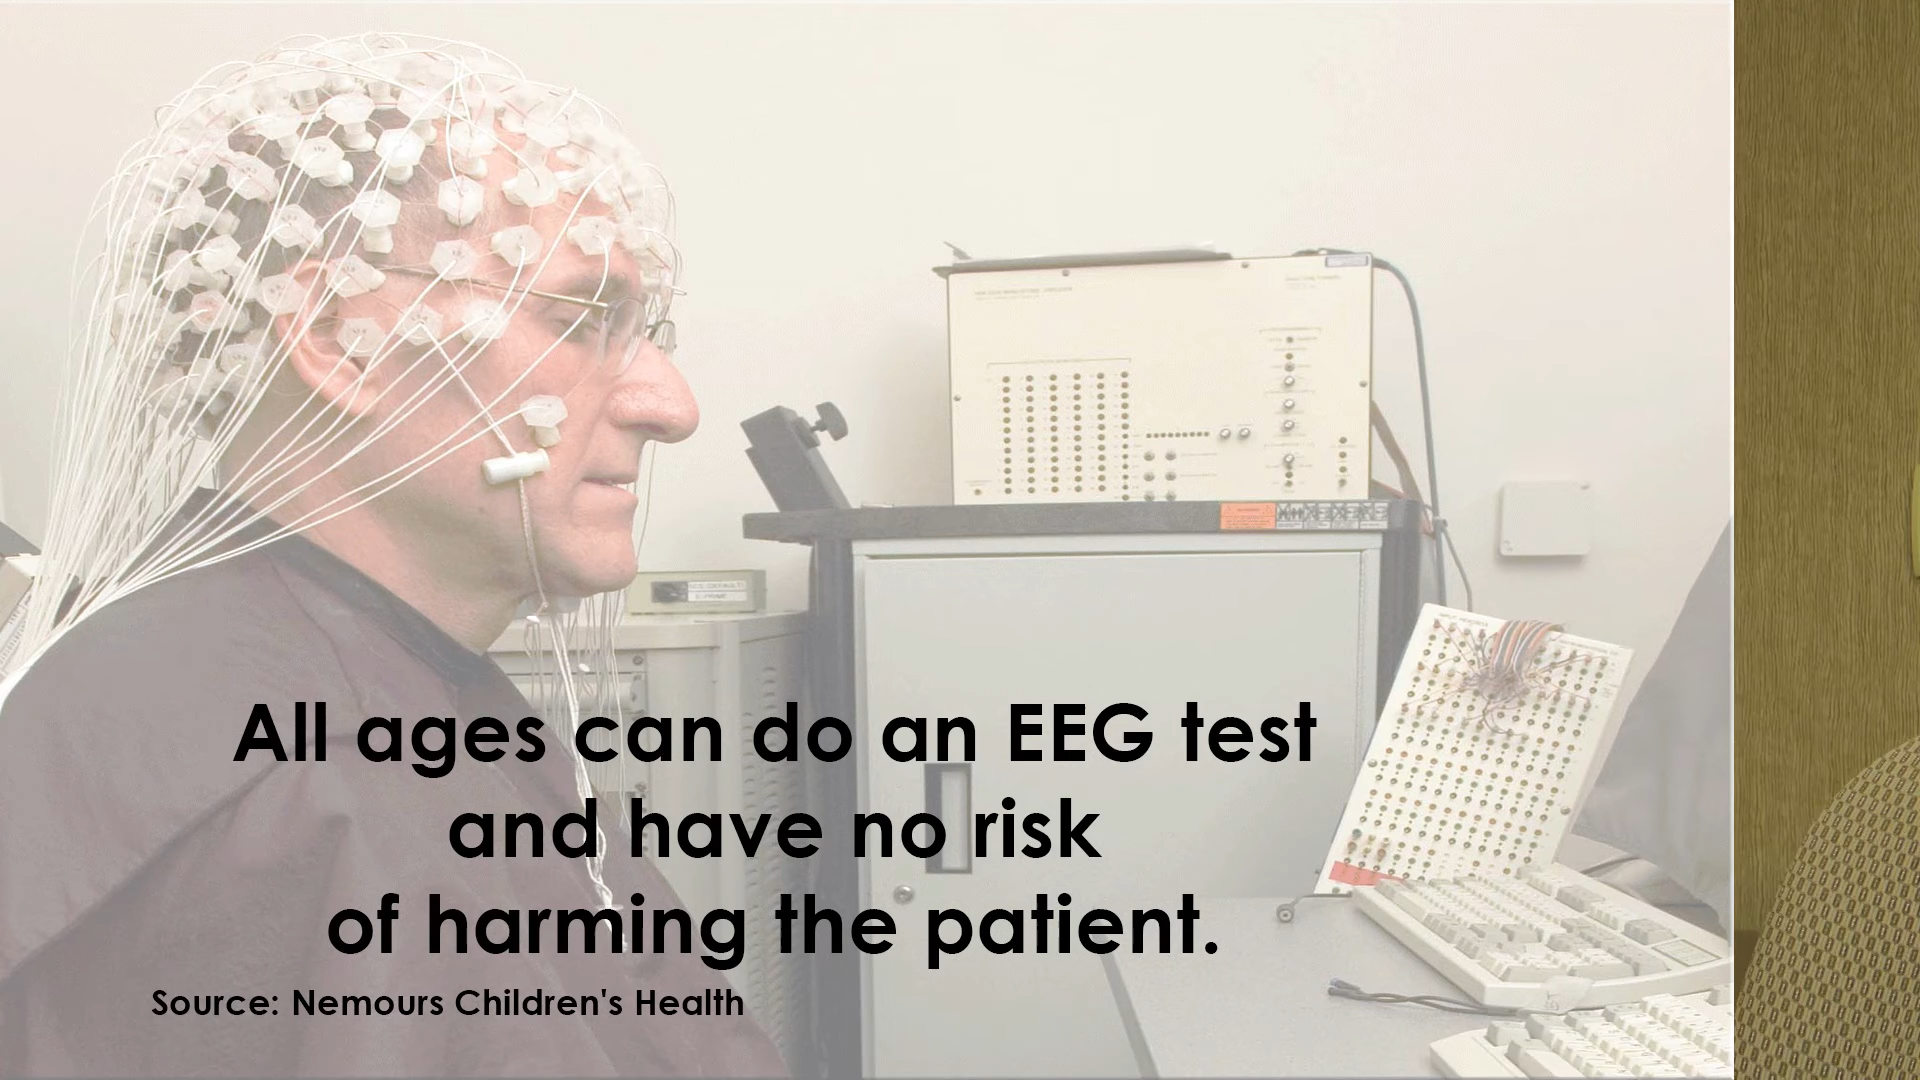 All ages can do an EEG test
and have no risk
of harming the patient.
Source: Nemours Children's Health